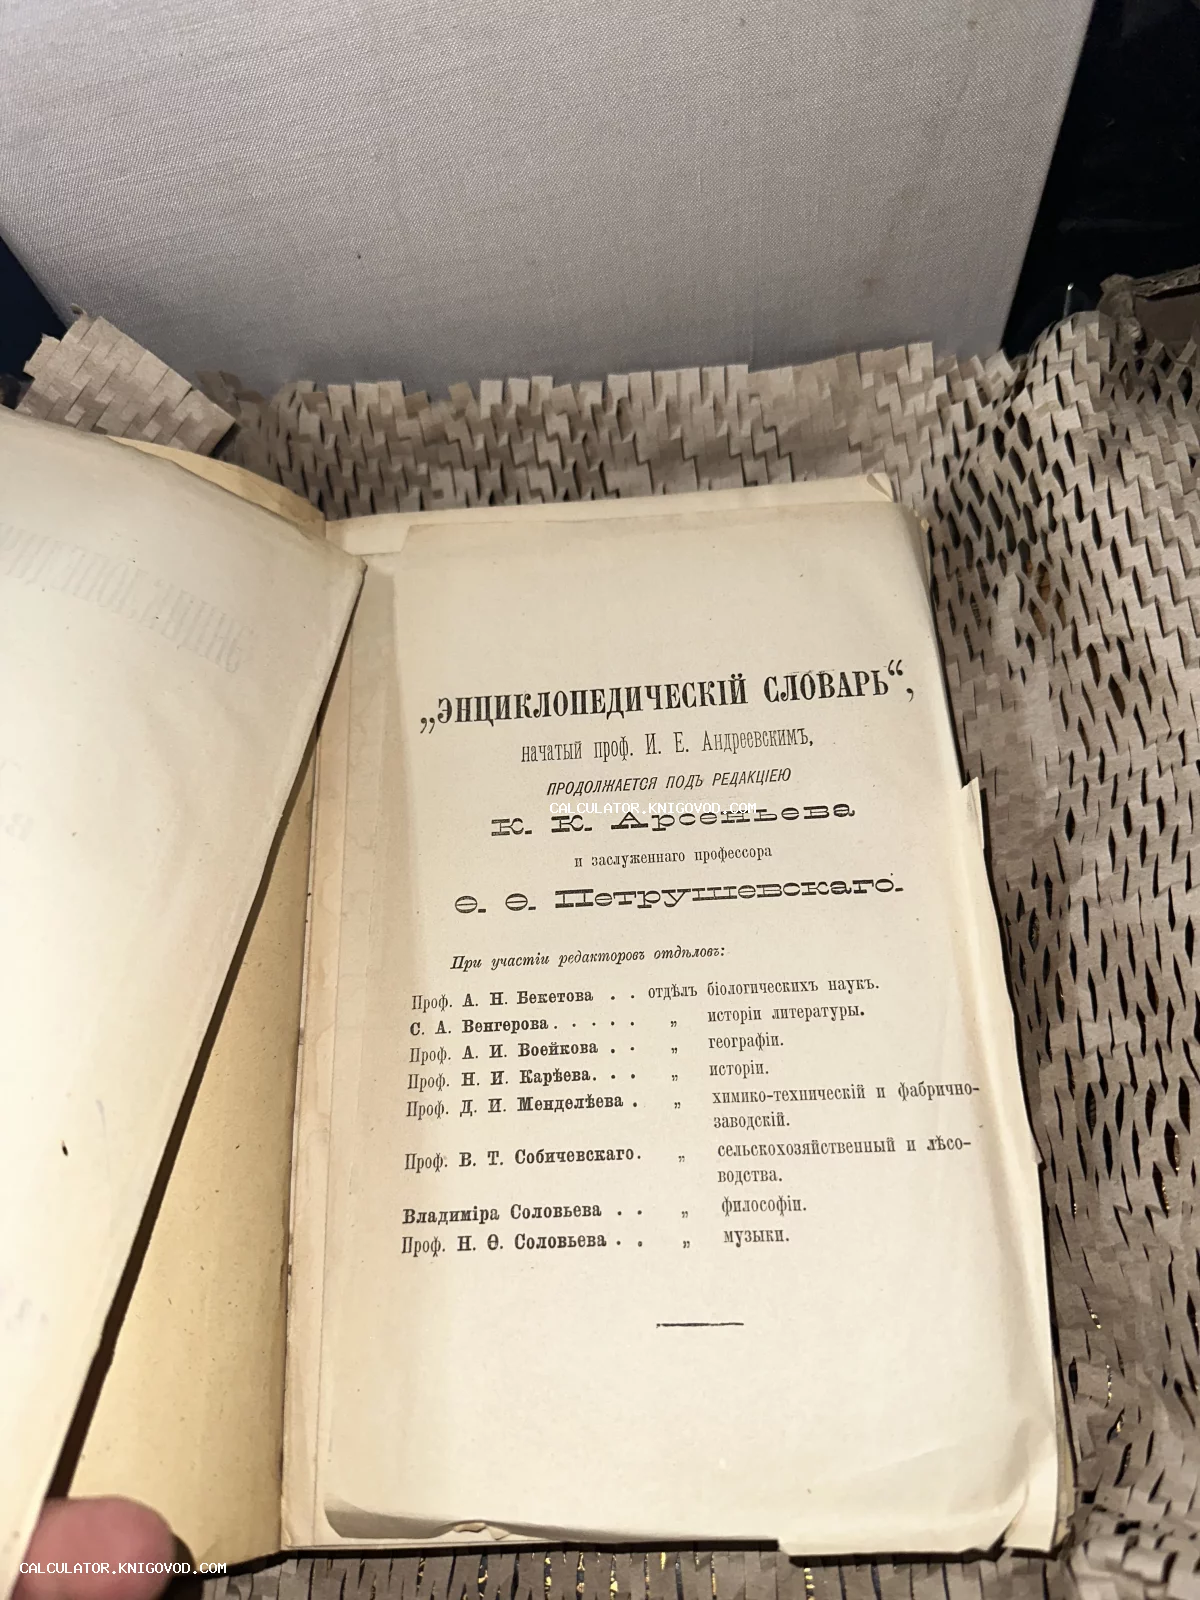 „ЭНЦИКЛОПЕДИЧЕСКІЙ СЛОВАРЬ“,
начатый проф. И. Е. Андреевскимъ,
ПРОДОЛЖАЕТСЯ ПОДЪ РЕДАКЦІЕЮ
CALCULATOR.KNIGOVOD.COM
К. К. Арсеньева
и заслуженнаго профессора
Ѳ. Ѳ. Петрушевскаго.
При участіи редакторовъ отдѣловъ:
Проф. А. Н. Бекетова . . отдѣлъ біологическихъ наукъ.
С. А. Венгерова . . . . . „ исторіи литературы.
Проф. А. И. Воейкова . . „ географіи.
Проф. Н. И. Карѣева. . . „ исторіи.
Проф. Д. И. Менделѣева . „ химико-техническій и фабрично-
заводскій.
Проф. В. Т. Собичевскаго. „ сельскохозяйственный и лѣсо-
водства.
Владиміра Соловьева . . „ философіи.
Проф. Н. Ѳ. Соловьева . . „ музыки.
CALCULATOR.KNIGOVOD.COM